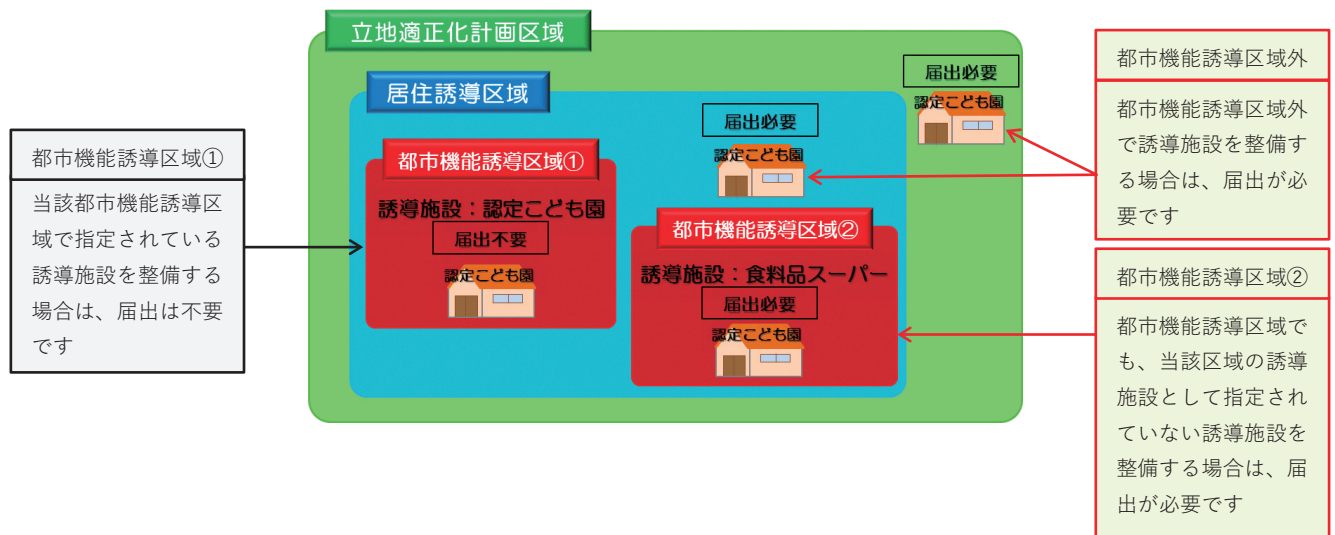 立地適正化計画区域
居住誘導区域
届出必要
認定こども園
届出必要
認定こども園
都市機能誘導区域①
誘導施設：認定こども園
届出不要
認定こども園
都市機能誘導区域②
誘導施設：食料品スーパー
届出必要
認定こども園
都市機能誘導区域①
当該都市機能誘導区
域で指定されている
誘導施設を整備する
場合は、届出は不要
です
都市機能誘導区域外
都市機能誘導区域外
で誘導施設を整備す
る場合は、届出が必
要です
都市機能誘導区域②
都市機能誘導区域で
も、当該区域の誘導
施設として指定され
ていない誘導施設を
整備する場合は、届
出が必要です